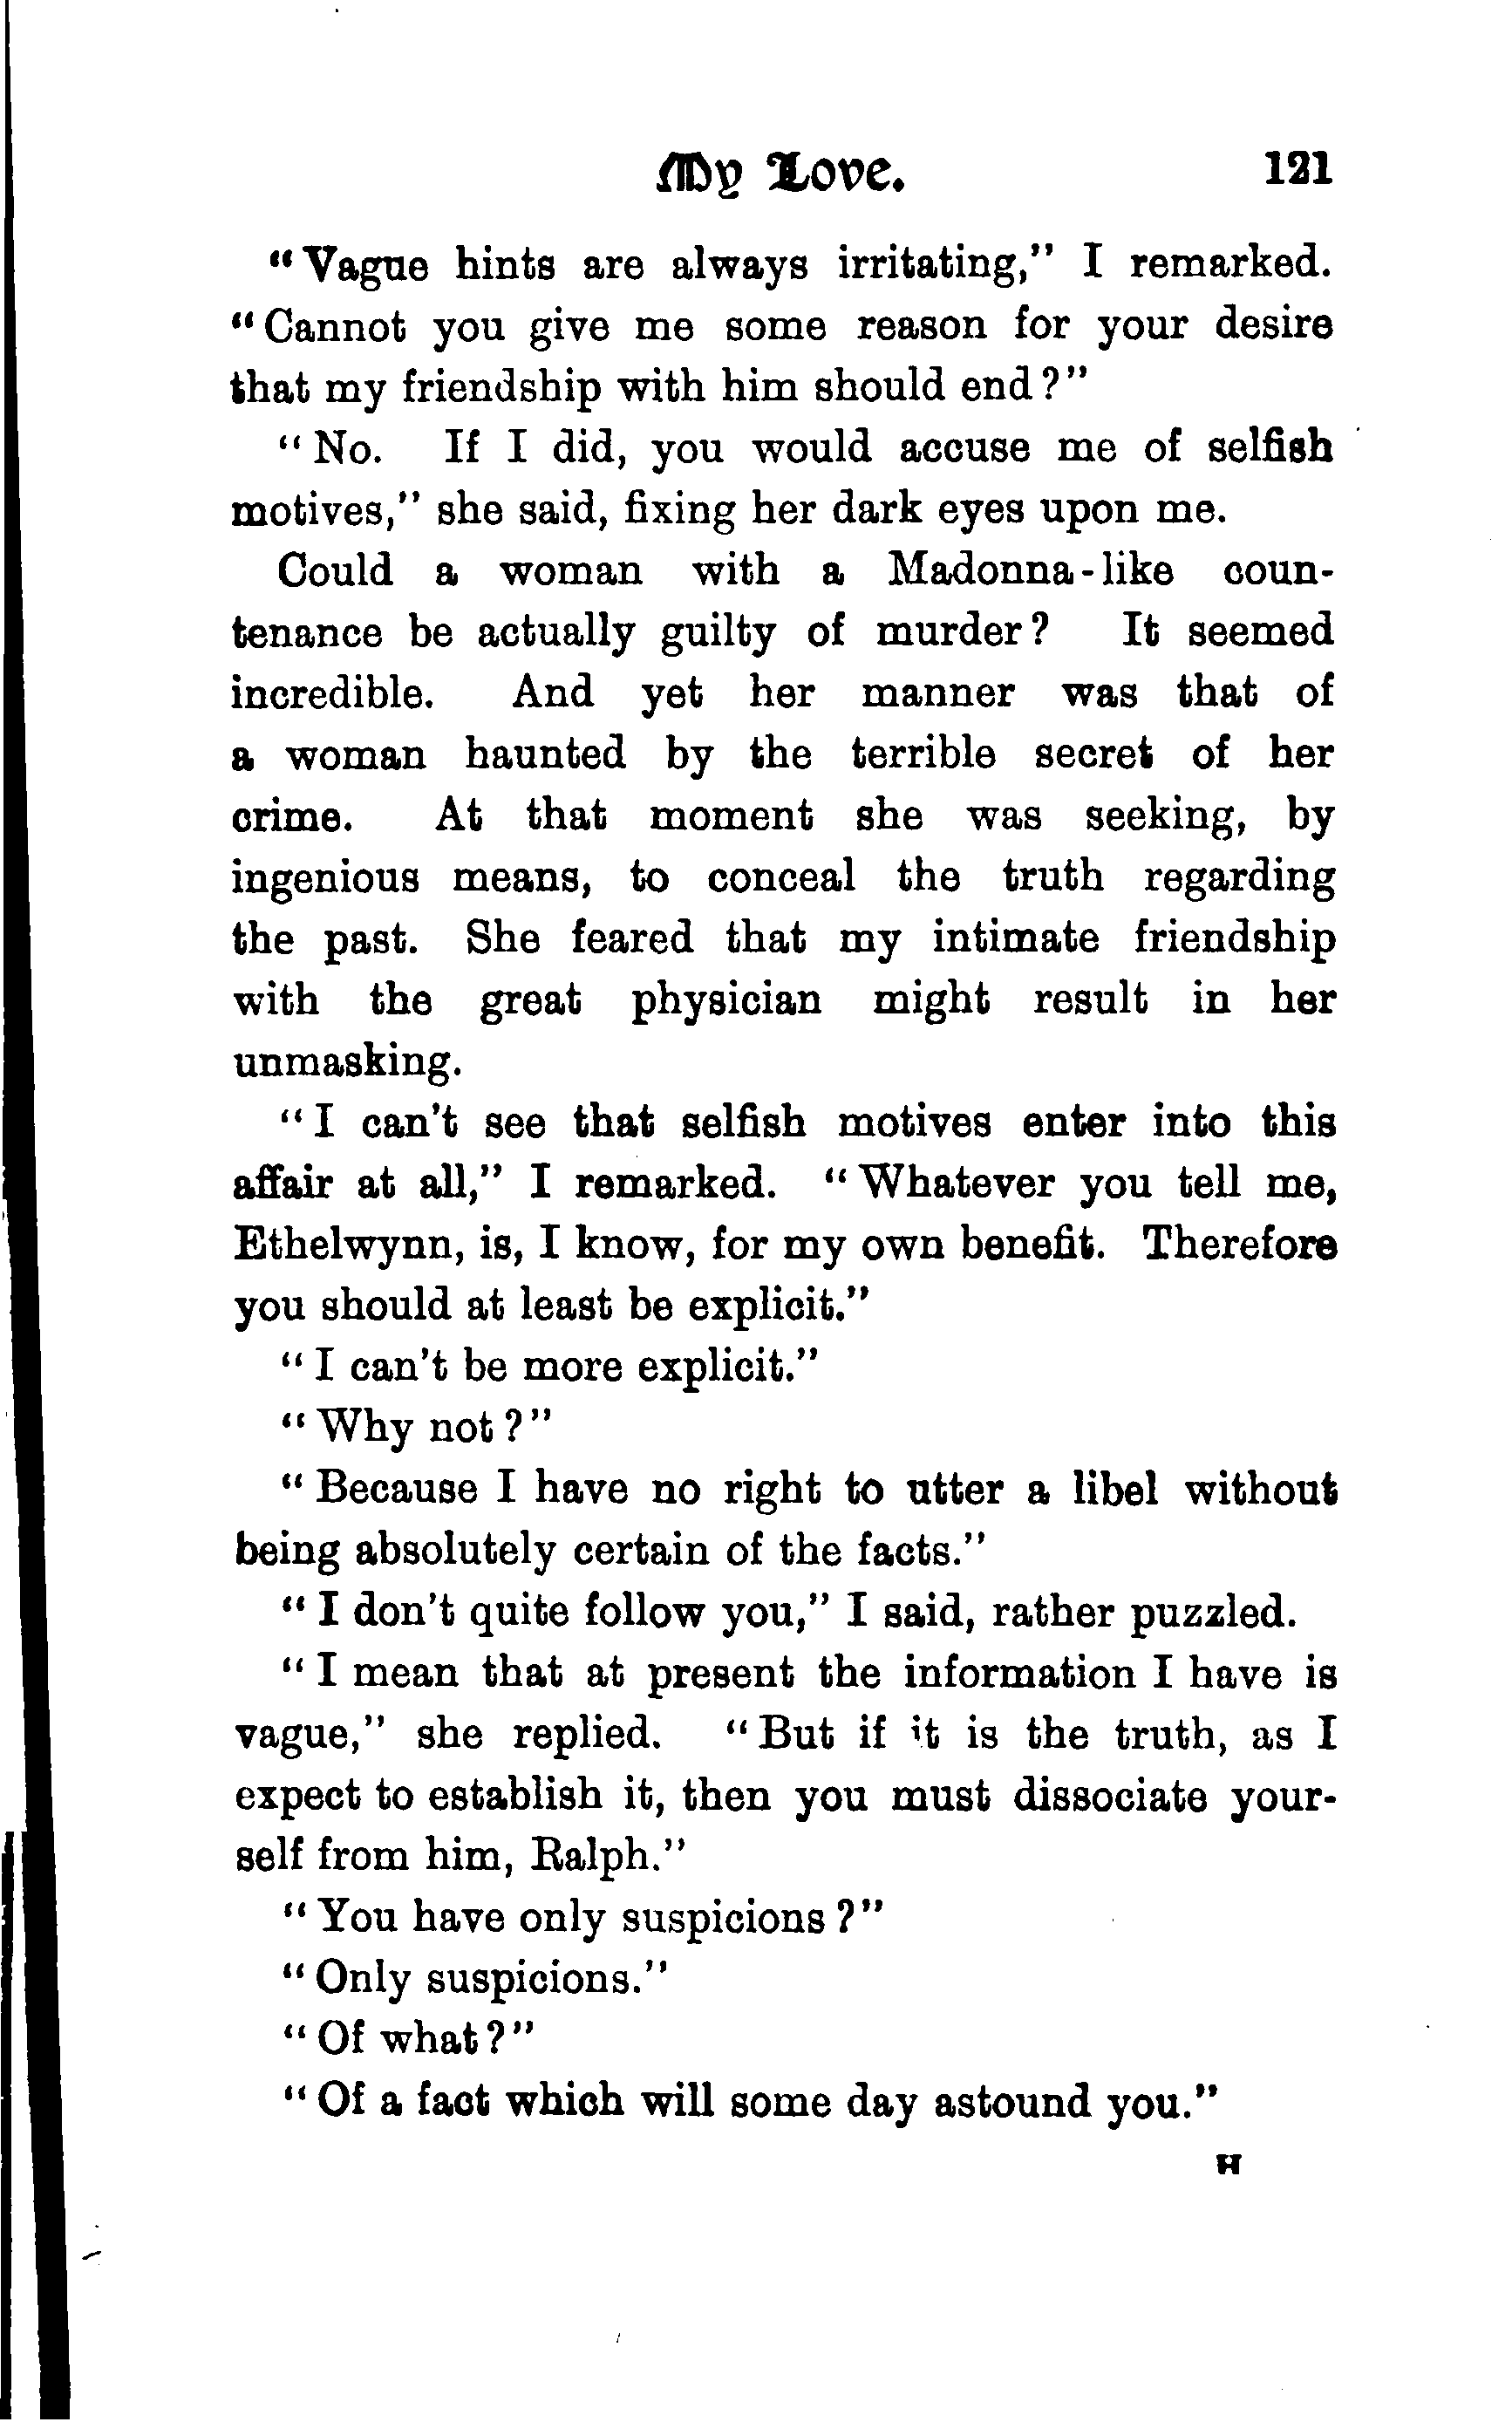 My Love. 121
"Vague hints are always irritating," I remarked.
"Cannot you give me some reason for your desire
that my friendship with him should end?"
"No. If I did, you would accuse me of selfish
motives," she said, fixing her dark eyes upon me.
Could a woman with a Madonna-like coun-
tenance be actually guilty of murder? It seemed
incredible. And yet her manner was that of
a woman haunted by the terrible secret of her
crime. At that moment she was seeking, by
ingenious means, to conceal the truth regarding
the past. She feared that my intimate friendship
with the great physician might result in her
unmasking.
"I can't see that selfish motives enter into this
affair at all," I remarked. "Whatever you tell me,
Ethelwynn, is, I know, for my own benefit. Therefore
you should at least be explicit."
"I can't be more explicit."
"Why not?"
"Because I have no right to utter a libel without
being absolutely certain of the facts."
"I don't quite follow you," I said, rather puzzled.
"I mean that at present the information I have is
vague," she replied. "But if it is the truth, as I
expect to establish it, then you must dissociate your-
self from him, Ralph."
"You have only suspicions?"
"Only suspicions."
"Of what?"
"Of a fact which will some day astound you."
H